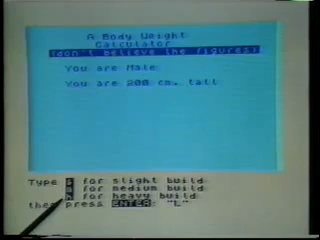 A Body Weight
Calculator
(don't believe the figures)
You are Male.
You are 200 cm. tall
Type S for slight build.
M for medium build.
H for heavy build.
then press ENTER: "L"